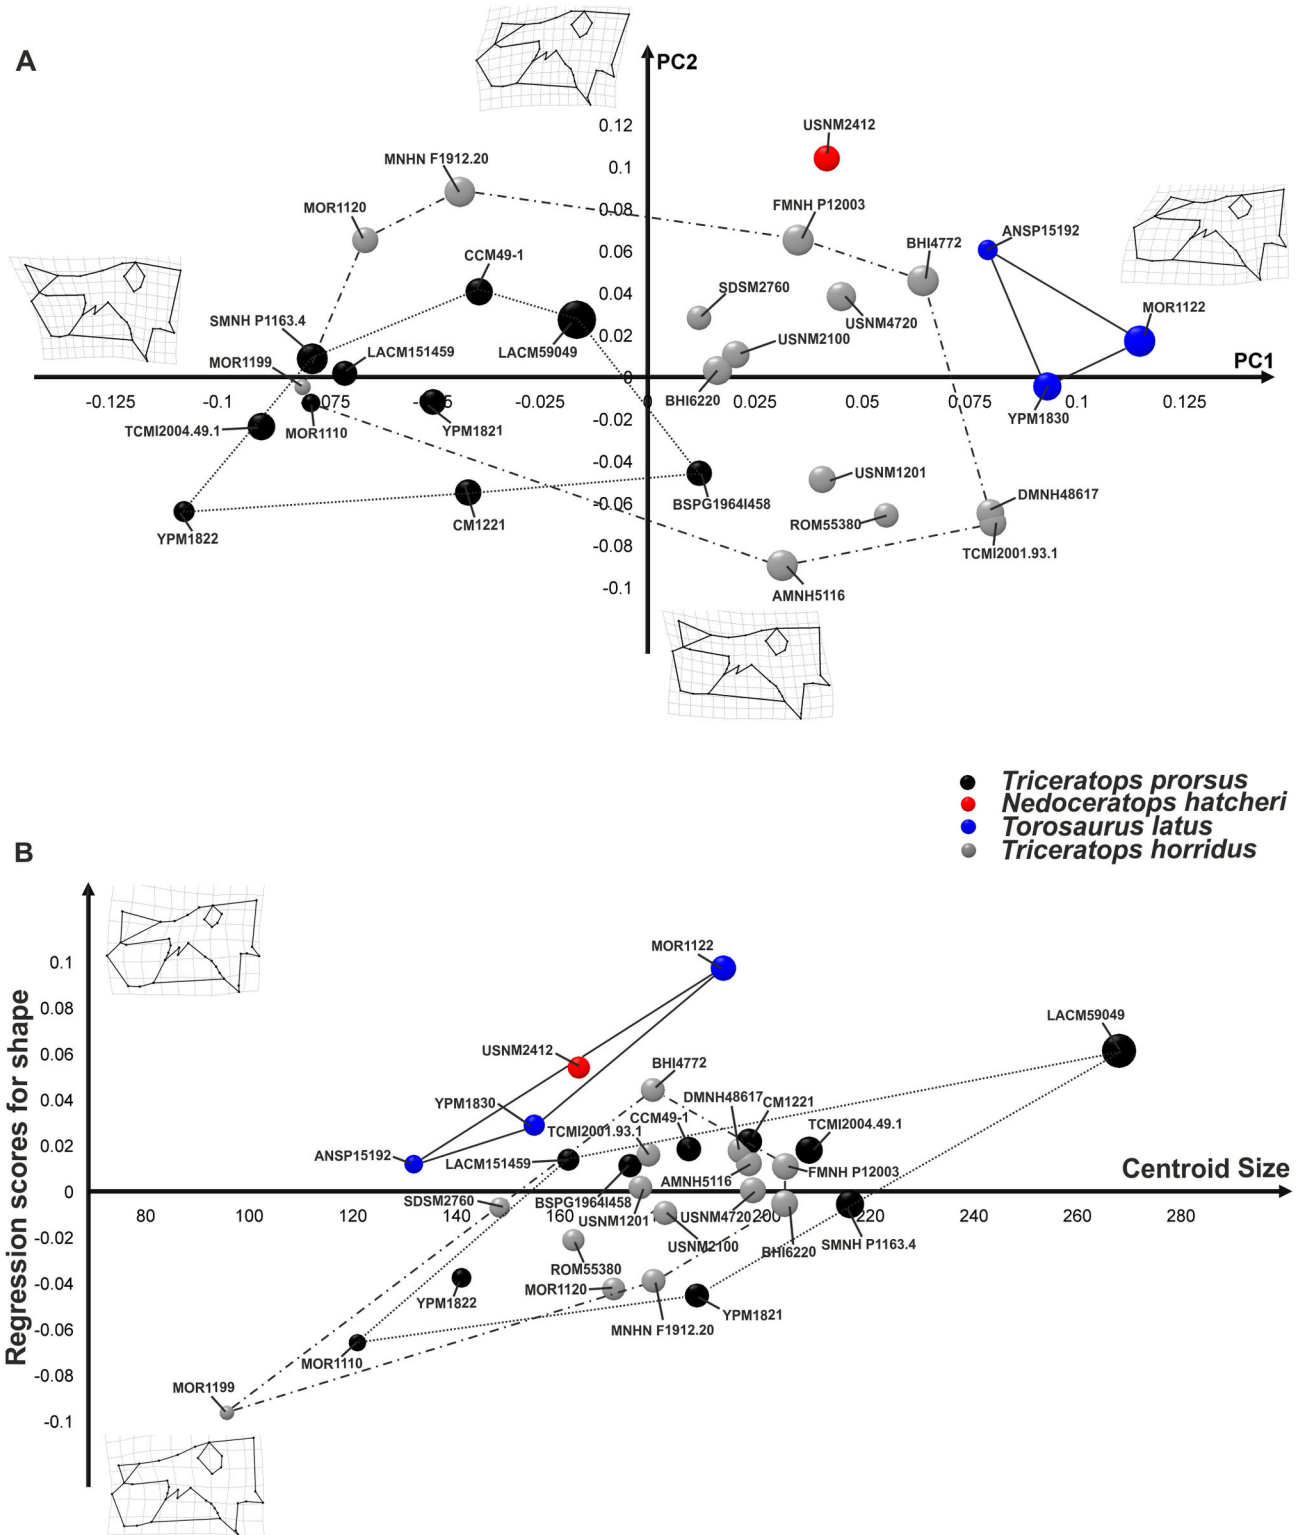 A
PC2
0.12
USNM2412
0.1
MNHN F1912.20
0.08
MOR1120
FMNH P12003
0.06
BHI4772
ANSP15192
CCM49-1
0.04
SDSM2760
MOR1122
SMNH P1163.4
0.02
USNM4720
LACM151459
LACM59049
USNM2100
MOR1199
PC1
0
-0.125
-0.1
-0.075
-0.05
-0.025
BHI6220
0.025
0.05
0.075
0.1
0.125
TCMI2004.49.1
MOR1110
YPM1821
-0.02
YPM1830
-0.04
USNM1201
DMNH48617
-0.06
BSPG1964I458
CM1221
ROM55380
YPM1822
-0.08
TCMI2001.93.1
-0.1
AMNH5116
Triceratops prorsus
Nedoceratops hatcheri
Torosaurus latus
Triceratops horridus
B
Regression scores for shape
MOR1122
0.1
0.08
LACM59049
USNM2412
0.06
BHI4772
YPM1830
0.04
DMNH48617
CM1221
CCM49-1
TCMI2001.93.1
TCMI2004.49.1
0.02
ANSP15192
LACM151459
AMNH5116
FMNH P12003
Centroid Size
0
SDSM2760
BSPG1964I458
80
100
120
140
160
200
220
240
260
280
USNM1201
USNM4720
-0.02
USNM2100
BHI6220
SMNH P1163.4
ROM55380
-0.04
MOR1120
YPM1822
YPM1821
-0.06
MNHN F1912.20
MOR1110
-0.08
MOR1199
-0.1